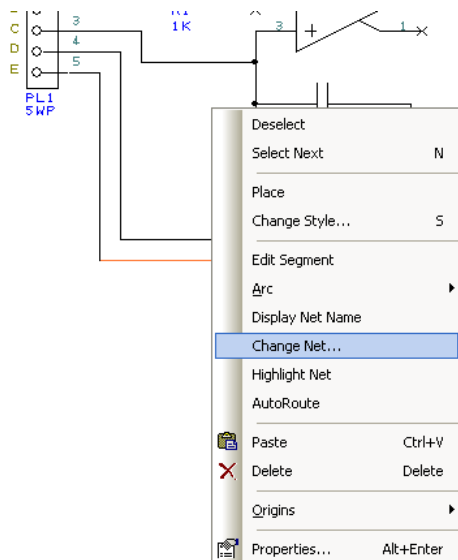 R1
1K
C 3
D 4
E 5
PL1
5WP
3 + 1
Deselect
Select Next N
Place
Change Style... S
Edit Segment
Arc
Display Net Name
Change Net...
Highlight Net
AutoRoute
Paste Ctrl+V
Delete Delete
Origins
Properties... Alt+Enter